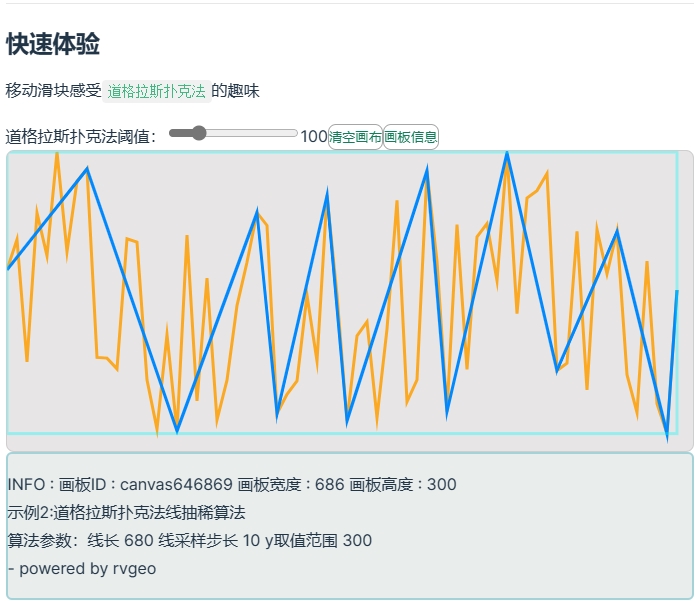 快速体验
移动滑块感受 道格拉斯扑克法 的趣味
道格拉斯扑克法阈值： 100 清空画布 画板信息
INFO : 画板ID : canvas646869 画板宽度 : 686 画板高度 : 300
示例2:道格拉斯扑克法线抽稀算法
算法参数：线长 680 线采样步长 10 y取值范围 300
- powered by rvgeo